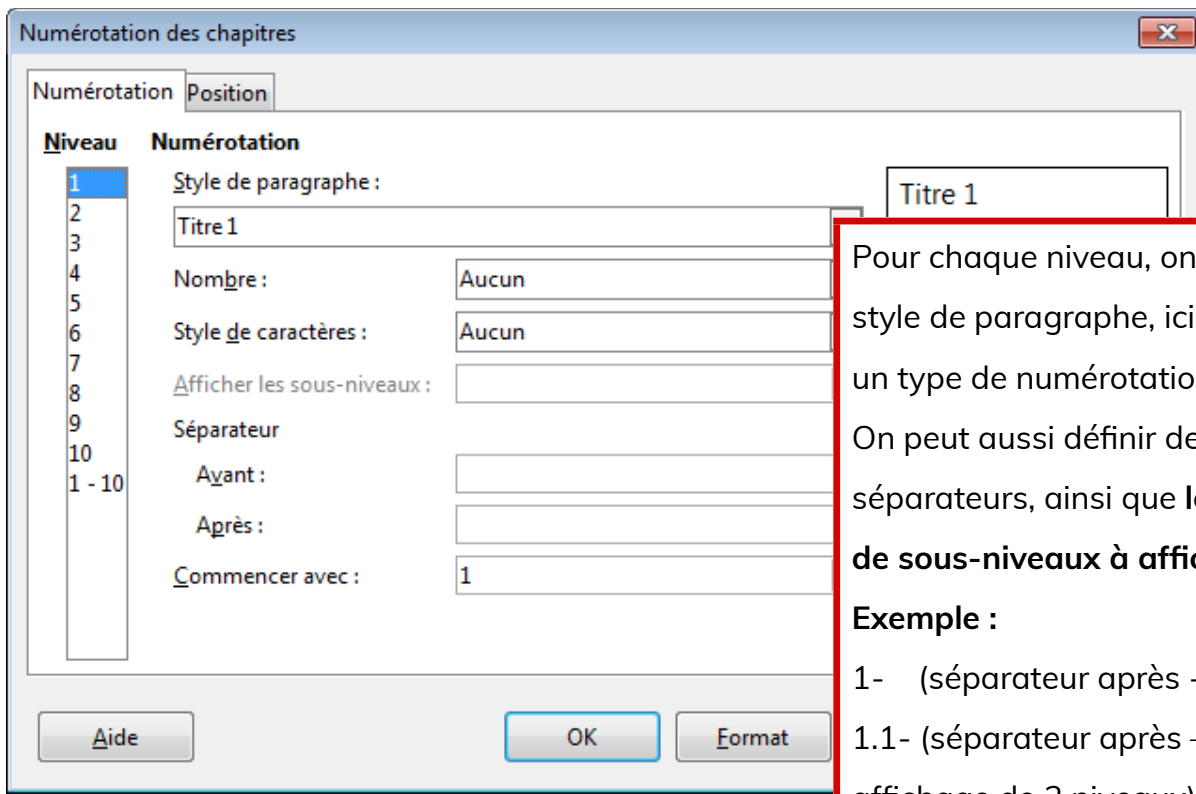 Numérotation des chapitres
Numérotation Position
Niveau Numérotation
1
2
3
4
5
6
7
8
9
10
1 - 10
Style de paragraphe :
Titre 1
Nombre : Aucun
Style de caractères : Aucun
Afficher les sous-niveaux :
Séparateur
Avant :
Après :
Commencer avec : 1
Titre 1
Aide OK Format
Pour chaque niveau, on
style de paragraphe, ici
un type de
On peut aussi définir
séparateurs, ainsi que
de sous-niveaux à
Exemple :
1- (séparateur après -
1.1- (séparateur après -